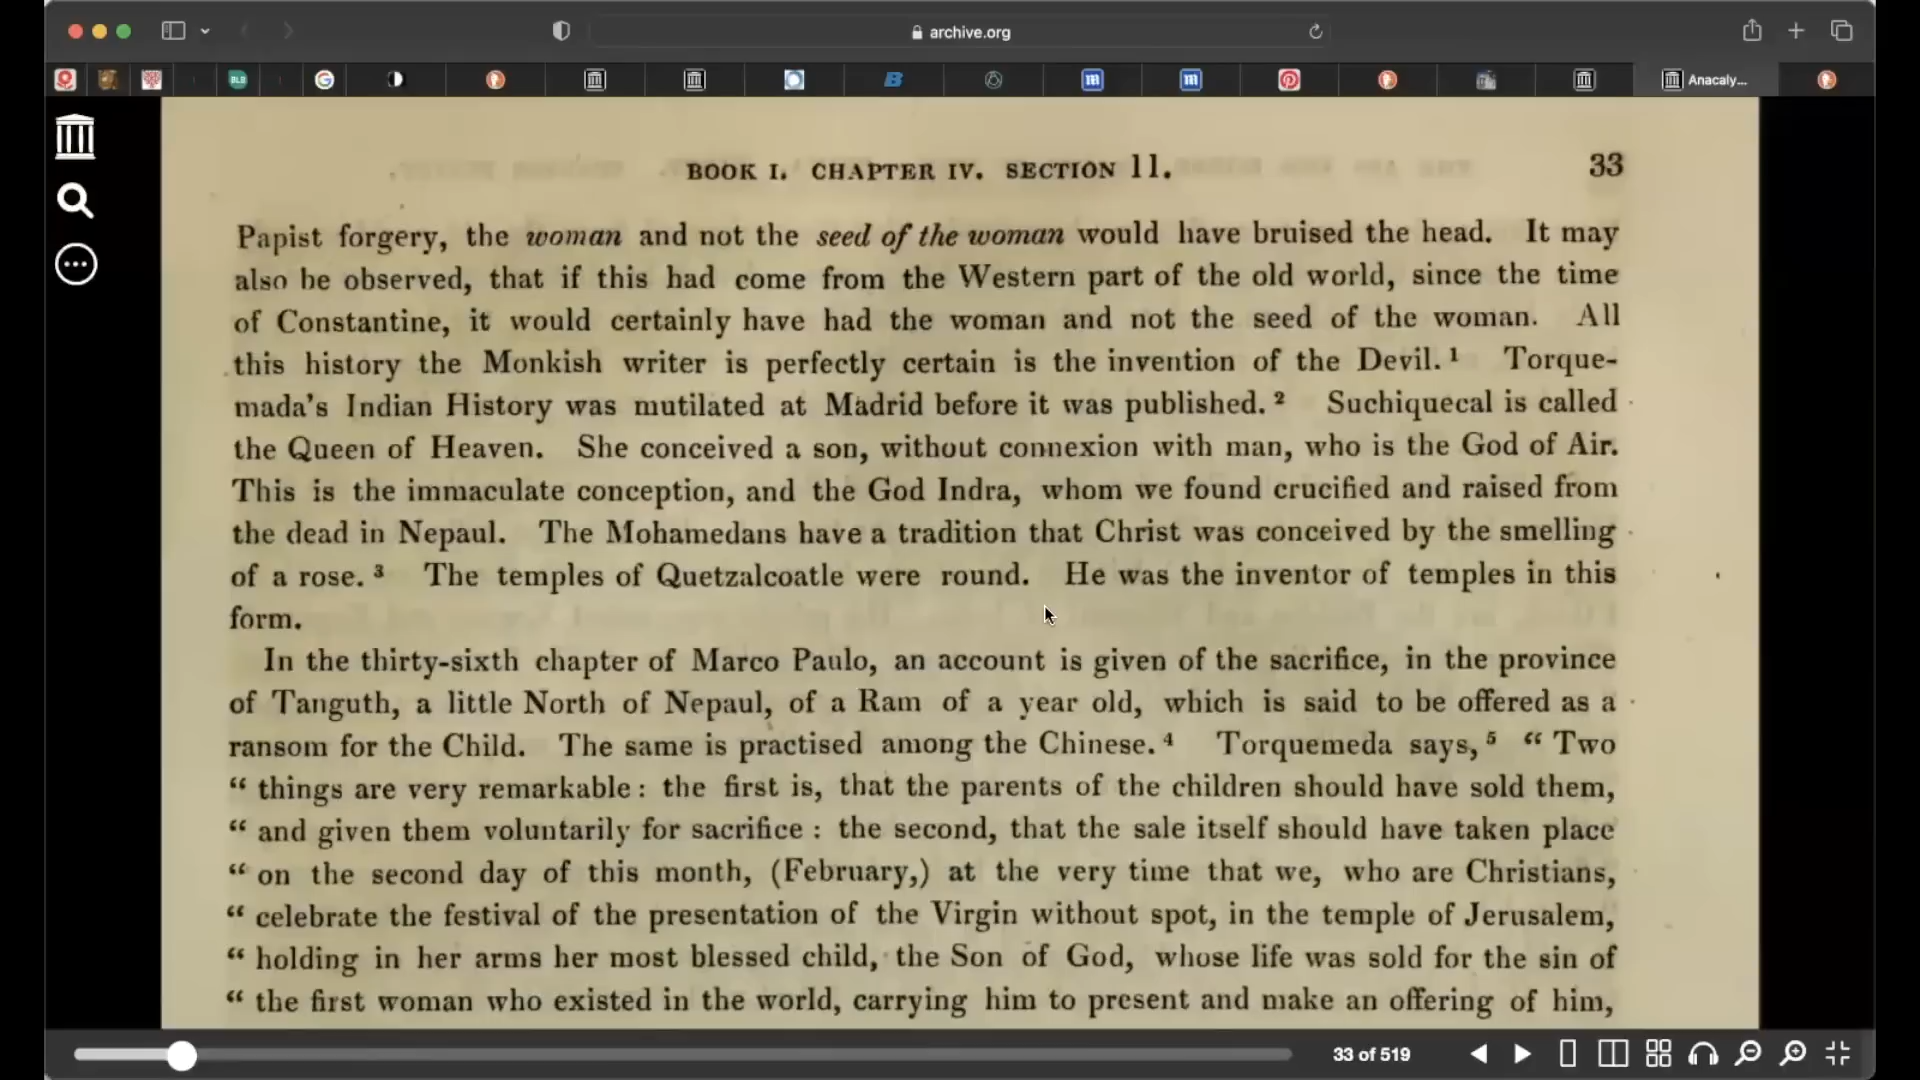 archive.org
BLB
Anacaly...
BOOK I. CHAPTER IV. SECTION 11. 33
Papist forgery, the woman and not the seed of the woman would have bruised the head. It may
also be observed, that if this had come from the Western part of the old world, since the time
of Constantine, it would certainly have had the woman and not the seed of the woman. All
this history the Monkish writer is perfectly certain is the invention of the Devil. ¹ Torque-
mada's Indian History was mutilated at Madrid before it was published. ² Suchiquecal is called
the Queen of Heaven. She conceived a son, without connexion with man, who is the God of Air.
This is the immaculate conception, and the God Indra, whom we found crucified and raised from
the dead in Nepaul. The Mohamedans have a tradition that Christ was conceived by the smelling
of a rose. ³ The temples of Quetzalcoatle were round. He was the inventor of temples in this
form.
In the thirty-sixth chapter of Marco Paulo, an account is given of the sacrifice, in the province
of Tanguth, a little North of Nepaul, of a Ram of a year old, which is said to be offered as a
ransom for the Child. The same is practised among the Chinese. ⁴ Torquemeda says, ⁵ “ Two
“ things are very remarkable : the first is, that the parents of the children should have sold them,
“ and given them voluntarily for sacrifice : the second, that the sale itself should have taken place
“ on the second day of this month, (February,) at the very time that we, who are Christians,
“ celebrate the festival of the presentation of the Virgin without spot, in the temple of Jerusalem,
“ holding in her arms her most blessed child, the Son of God, whose life was sold for the sin of
“ the first woman who existed in the world, carrying him to present and make an offering of him,
33 of 519